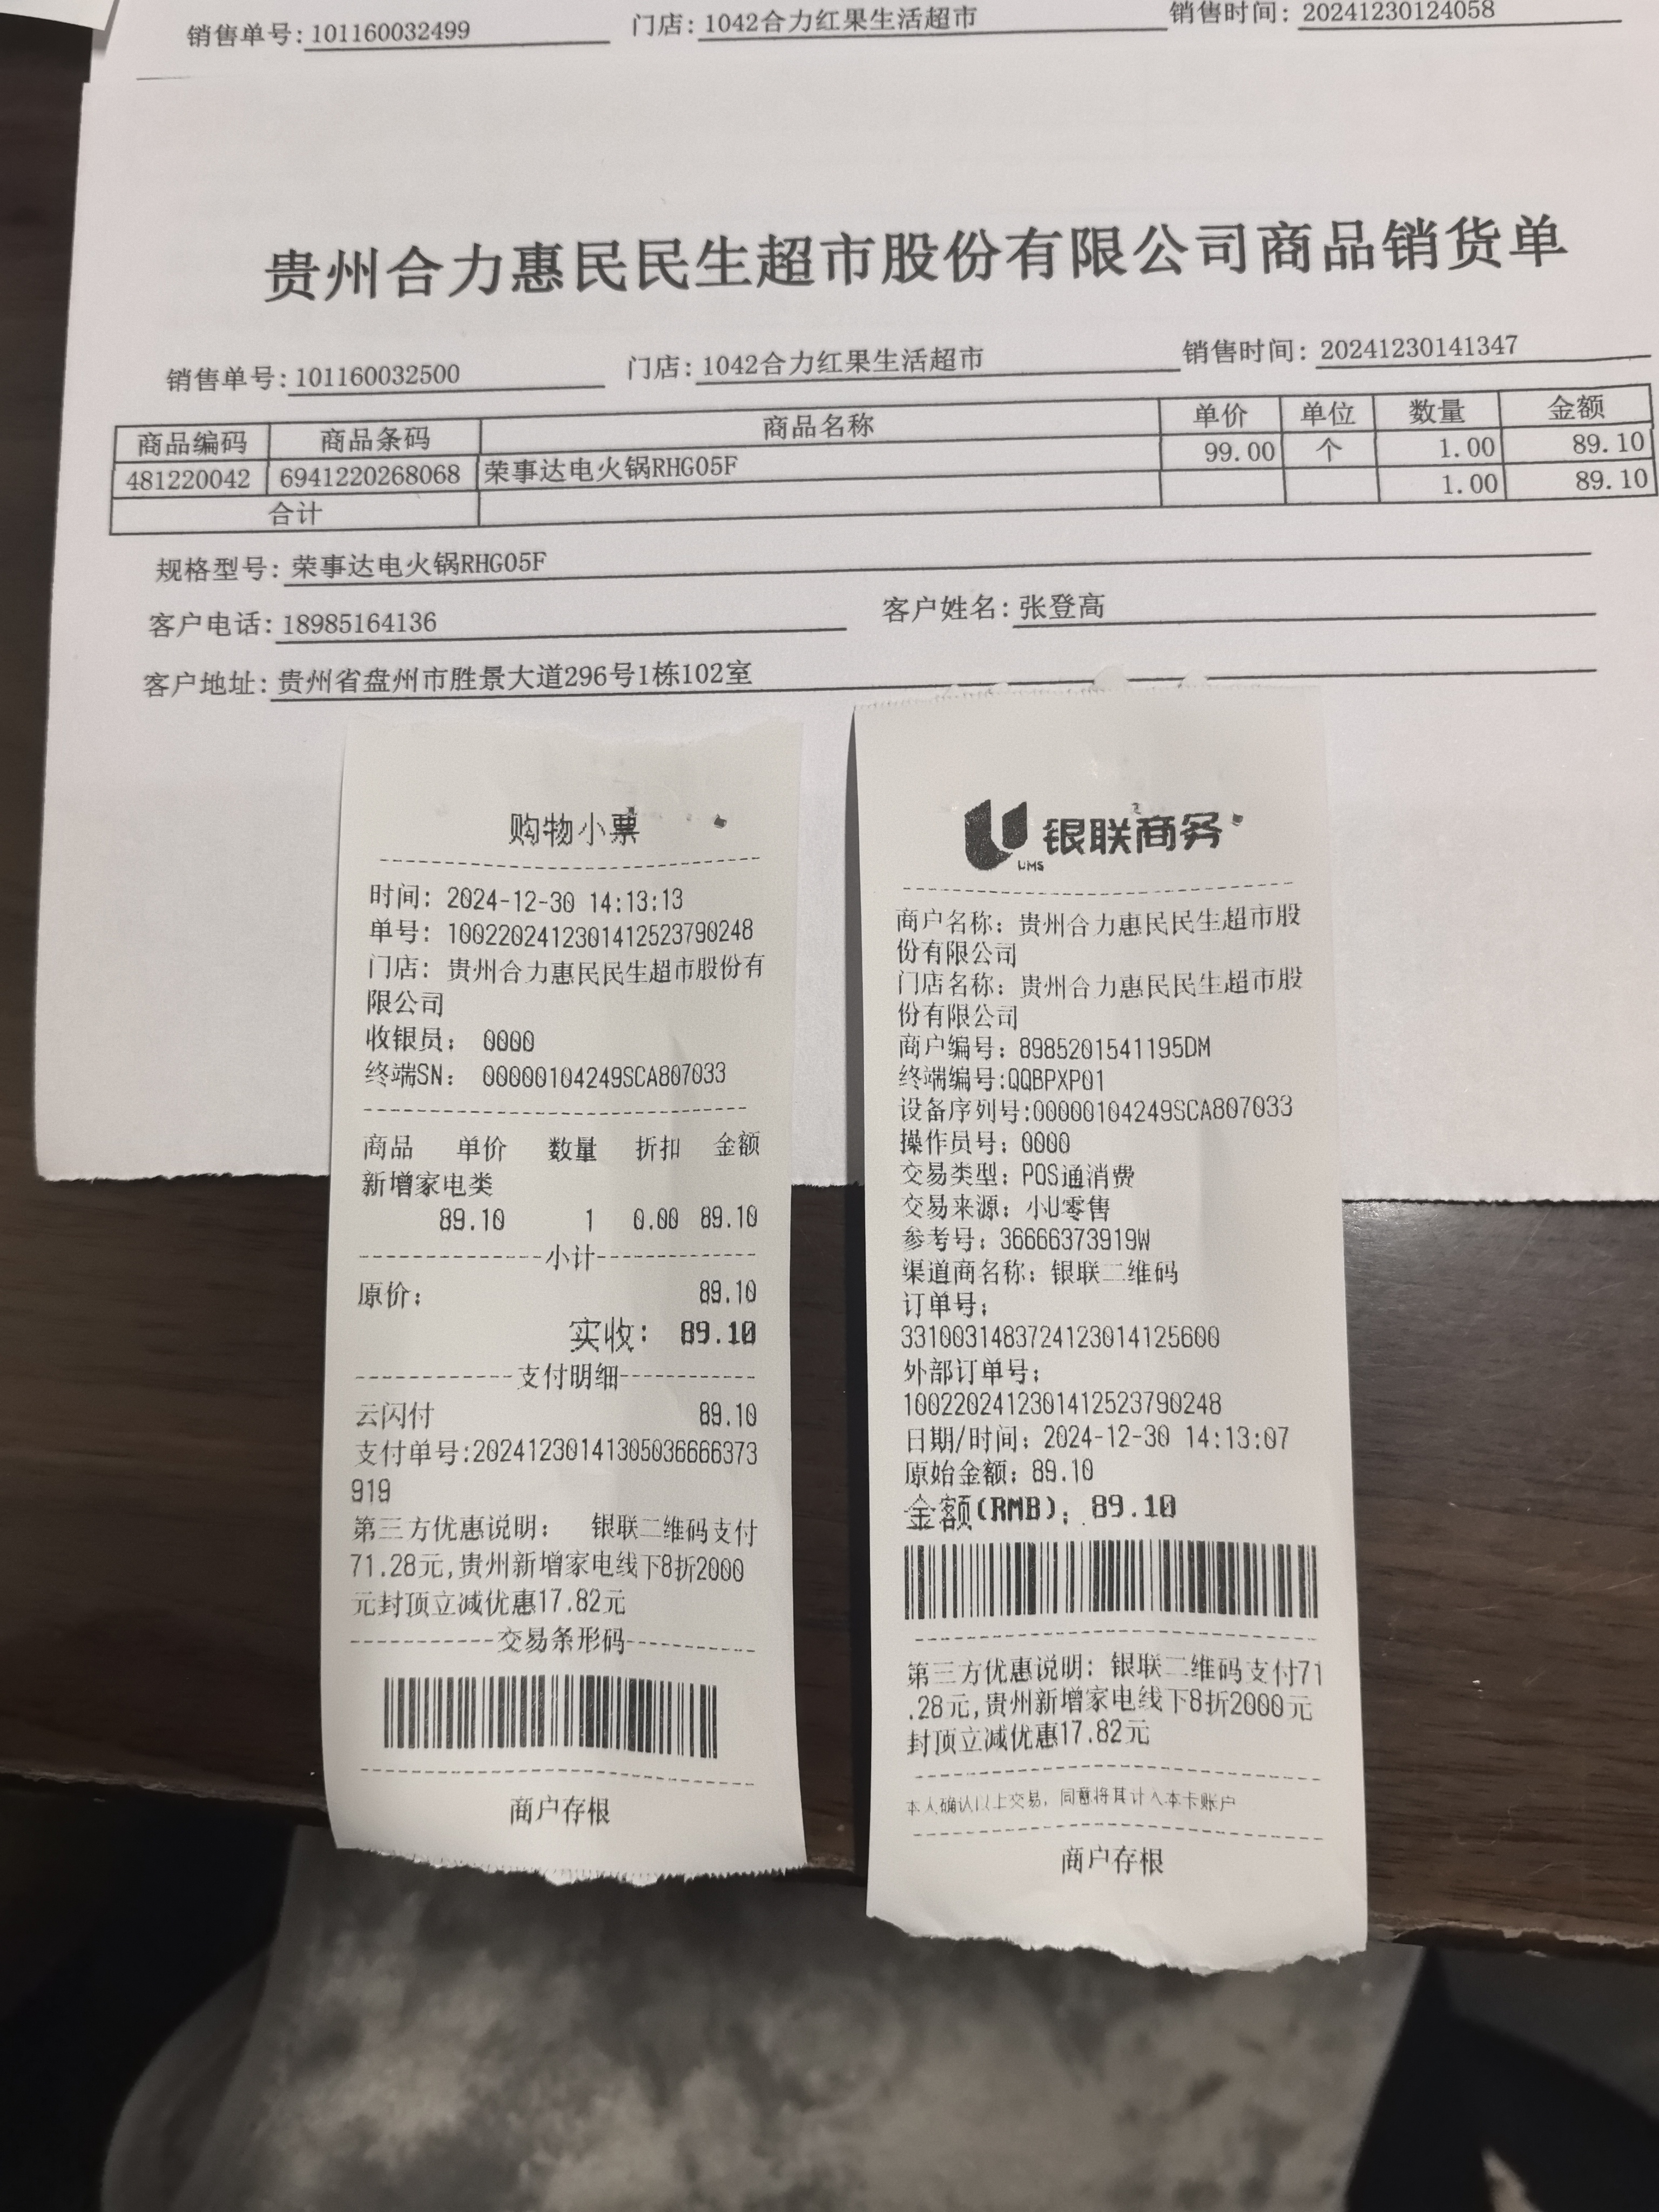 销售单号:101160032499 门店:1042合力红果生活超市 销售时间:20241230124058
贵州合力惠民民生超市股份有限公司商品销货单
销售单号:101160032500 门店:1042合力红果生活超市 销售时间:20241230141347
商品编码 商品条码 商品名称 单价 单位 数量 金额
481220042 6941220268068 荣事达电火锅RHG05F 99.00 个 1.00 89.10
合计 1.00 89.10
规格型号:荣事达电火锅RHG05F
客户电话:18985164136 客户姓名:张登高
客户地址:贵州省盘州市胜景大道296号1栋102室
购物小票
时间: 2024-12-30 14:13:13
单号: 1002202412301412523790248
门店: 贵州合力惠民民生超市股份有
限公司
收银员: 0000
终端SN: 00000104249SCA807033
商品 单价 数量 折扣 金额
新增家电类
89.10 1 0.00 89.10
小计
原价: 89.10
实收: 89.10
支付明细
云闪付 89.10
支付单号:202412301413050366663​73
919
第三方优惠说明: 银联二维码支付
71.28元,贵州新增家电线下8折2000
元封顶立减优惠17.82元
交易条形码
商户存根
银联商务
UMS
商户名称: 贵州合力惠民民生超市股
份有限公司
门店名称: 贵州合力惠民民生超市股
份有限公司
商户编号: 8985201541195DM
终端编号:QQBPXP01
设备序列号:00000104249SCA807033
操作员号: 0000
交易类型: POS通消费
交易来源: 小U零售
参考号: 36666373919W
渠道商名称: 银联二维码
订单号:
3310031483724123014125600
外部订单号:
1002202412301412523790248
日期/时间: 2024-12-30 14:13:07
原始金额: 89.10
金额(RMB): 89.10
第三方优惠说明: 银联二维码支付71
.28元,贵州新增家电线下8折2000元
封顶立减优惠17.82元
本人确认以上交易, 同意将其计入本卡账户
商户存根